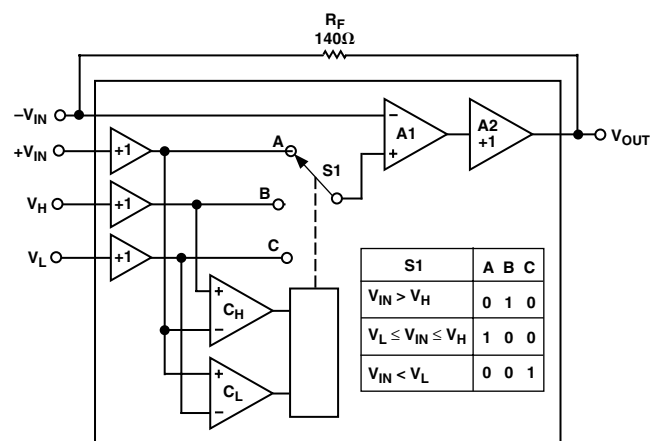 R_F
140Ω
–V_IN
+V_IN
V_H
V_L
+1
+1
+1
A
B
C
S1
–
+
A1
A2
+1
V_OUT
+
–
C_H
+
–
C_L
S1 A B C
V_IN > V_H 0 1 0
V_L ≤ V_IN ≤ V_H 1 0 0
V_IN < V_L 0 0 1